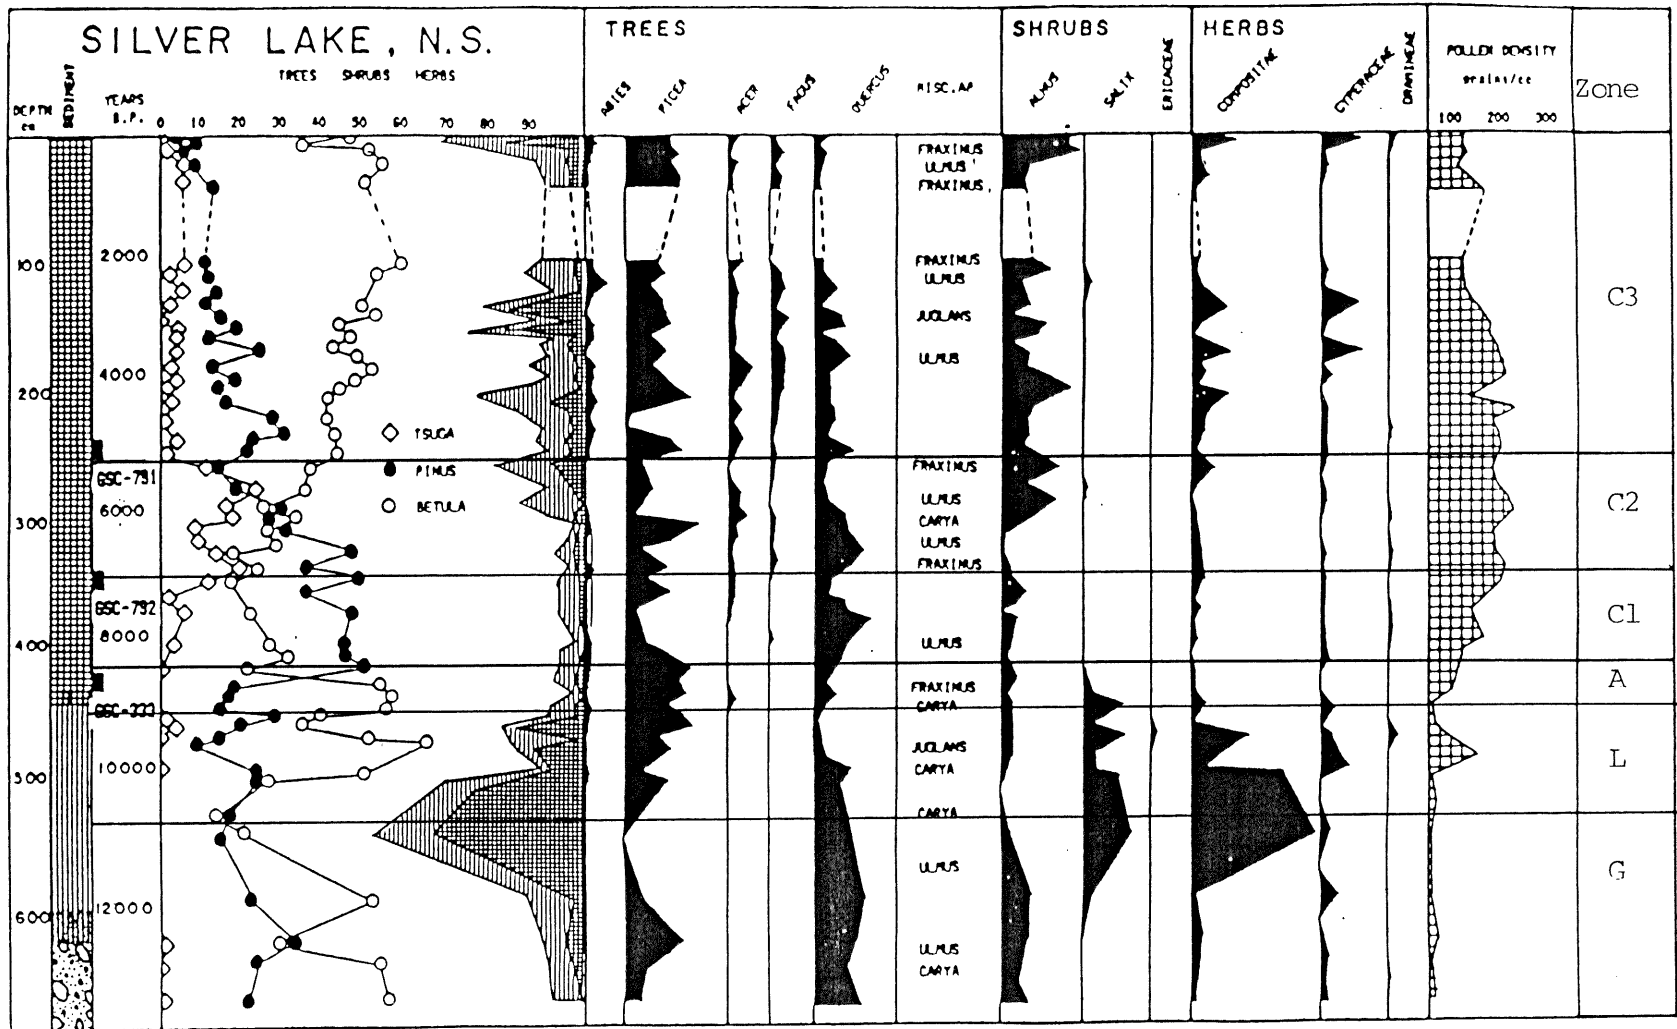 SILVER LAKE, N.S.
TREES SHRUBS HERBS
TREES
SHRUBS
HERBS
DEPTH cm
SEDIMENT
YEARS B.P.
0 10 20 30 40 50 60 70 80 90
ABIES
PICEA
ACER
FAGUS
QUERCUS
MISC. AP
ALNUS
SALIX
ERICACEAE
COMPOSITAE
CYPERACEAE
GRAMINEAE
POLLEN DENSITY
grains/cc
100 200 300
Zone
FRAXINUS
ULMUS
FRAXINUS
100
2000
FRAXINUS
ULMUS
C3
JUGLANS
ULMUS
4000
200
TSUGA
PINUS
BETULA
FRAXINUS
GSC-791
6000
ULMUS
C2
300
CARYA
ULMUS
FRAXINUS
GSC-792
C1
8000
400
ULMUS
FRAXINUS
A
CARYA
GSC-333
JUGLANS
L
10000
CARYA
500
CARYA
ULMUS
G
12000
600
ULMUS
CARYA